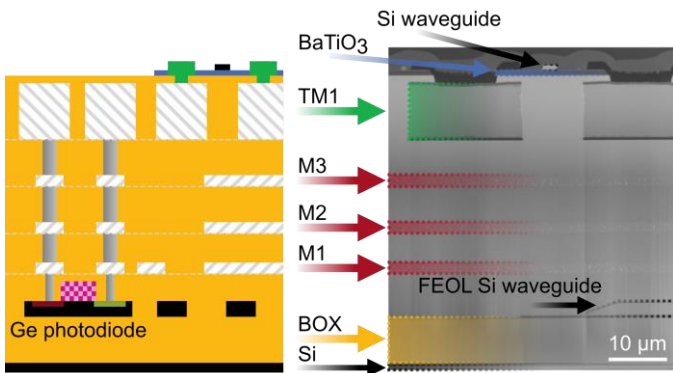 Si waveguide
BaTiO₃
TM1
M3
M2
M1
FEOL Si waveguide
Ge photodiode
BOX
Si
10 µm